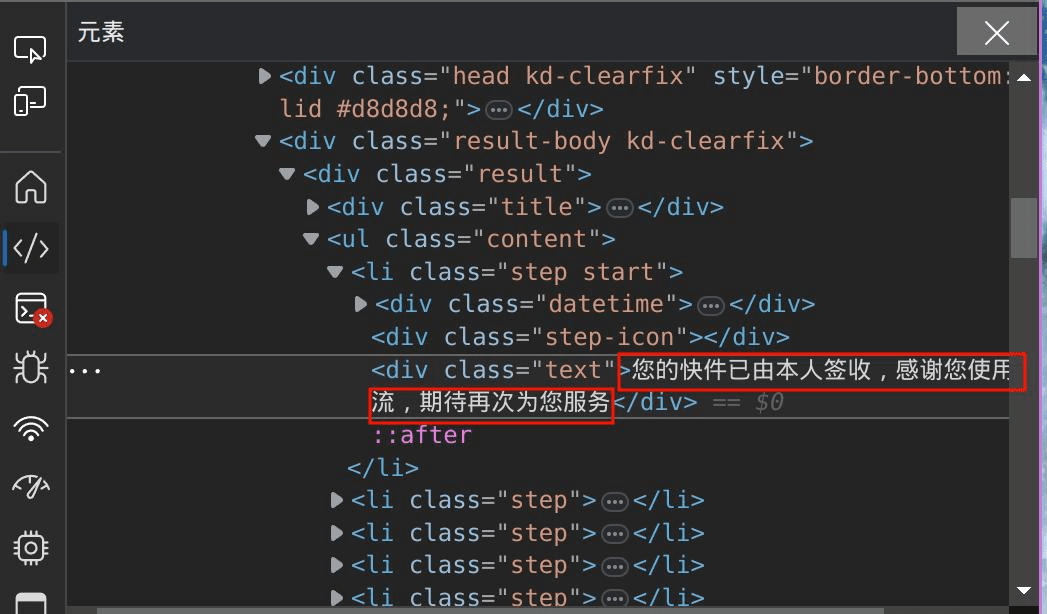 元素
<div class="head kd-clearfix" style="border-bottom:
lid #d8d8d8;">…</div>
<div class="result-body kd-clearfix">
<div class="result">
<div class="title">…</div>
<ul class="content">
<li class="step start">
<div class="datetime">…</div>
<div class="step-icon"></div>
<div class="text">您的快件已由本人签收，感谢您使用
流，期待再次为您服务</div> == $0
::after
</li>
<li class="step">…</li>
<li class="step">…</li>
<li class="step">…</li>
<li class="step">…</li>